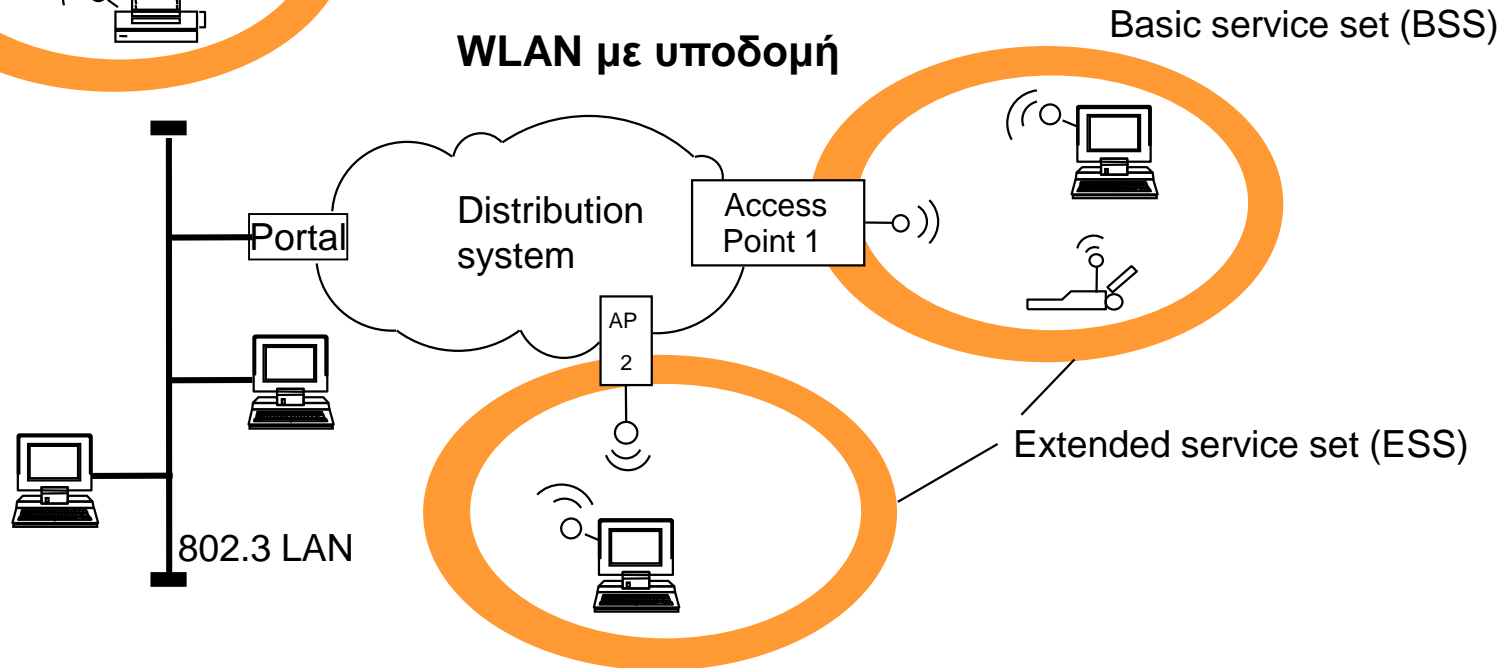 Basic service set (BSS)
WLAN με υποδομή
Distribution
system
Access
Point 1
Portal
AP
2
Extended service set (ESS)
802.3 LAN